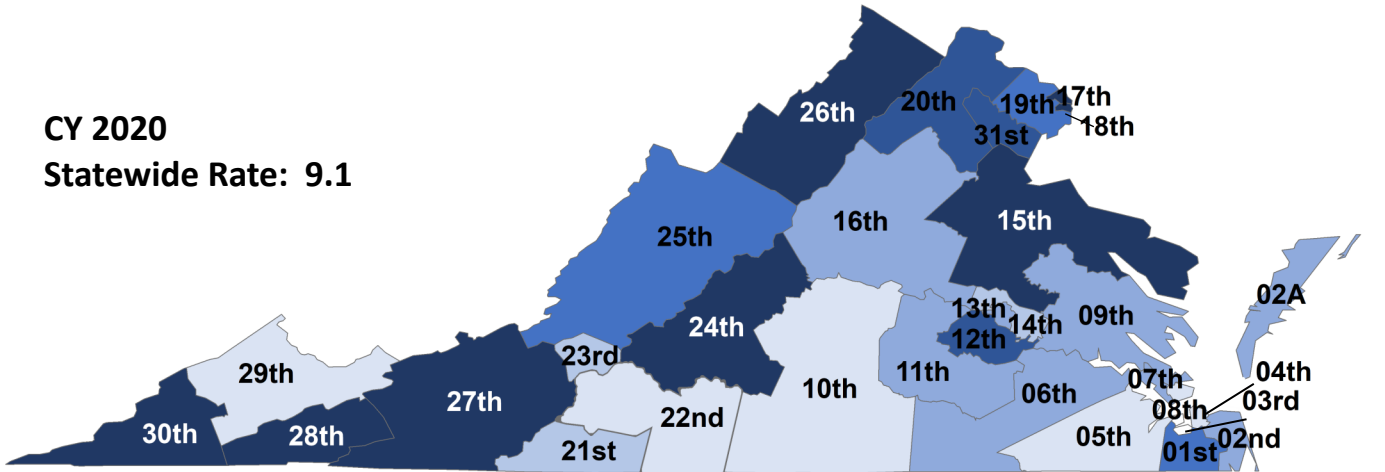 CY 2020
Statewide Rate: 9.1
26th
20th
19th
17th
18th
31st
25th
16th
15th
02A
24th
13th
14th
09th
12th
23rd
29th
27th
10th
11th
06th
07th
04th
03rd
08th
30th
28th
22nd
21st
05th
01st
02nd